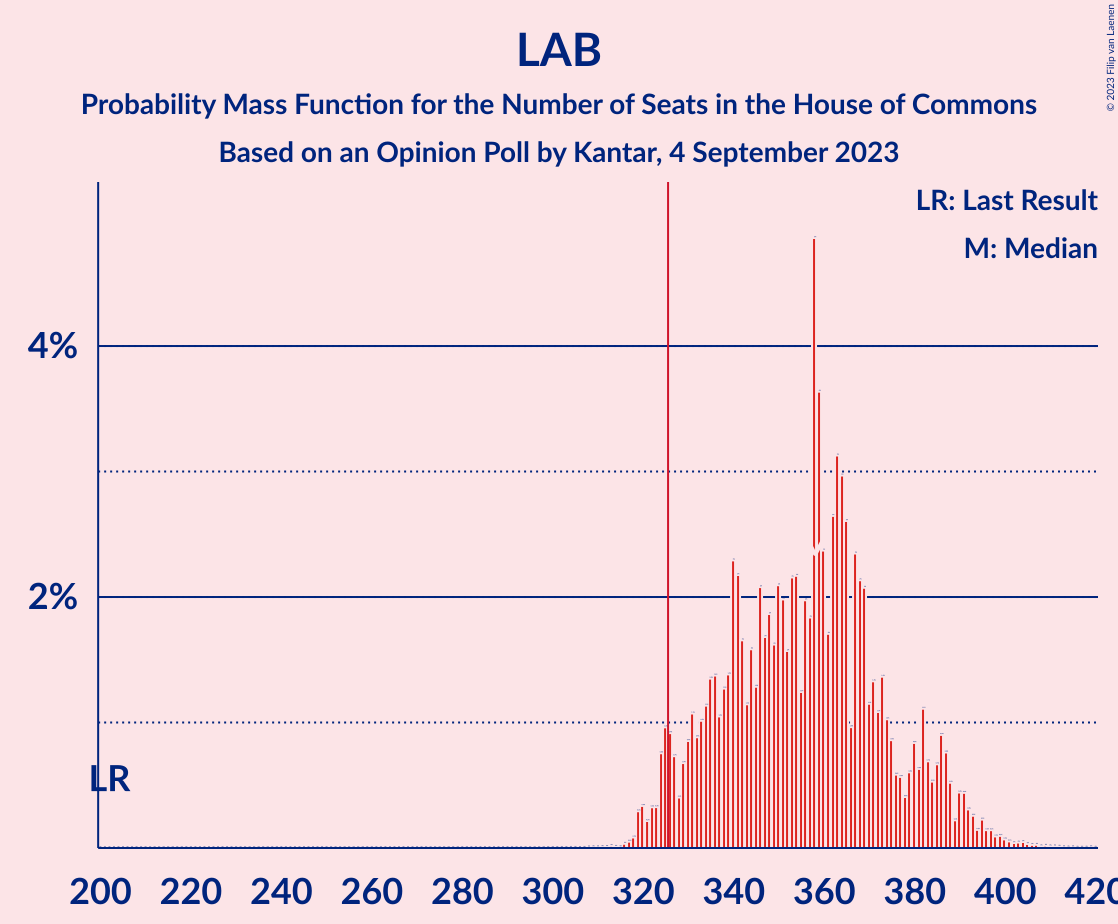 LAB
Probability Mass Function for the Number of Seats in the House of Commons
Based on an Opinion Poll by Kantar, 4 September 2023
© 2023 Filip van Laenen
LR: Last Result
M: Median
4%
2%
LR
200 220 240 260 280 300 320 340 360 380 400 420